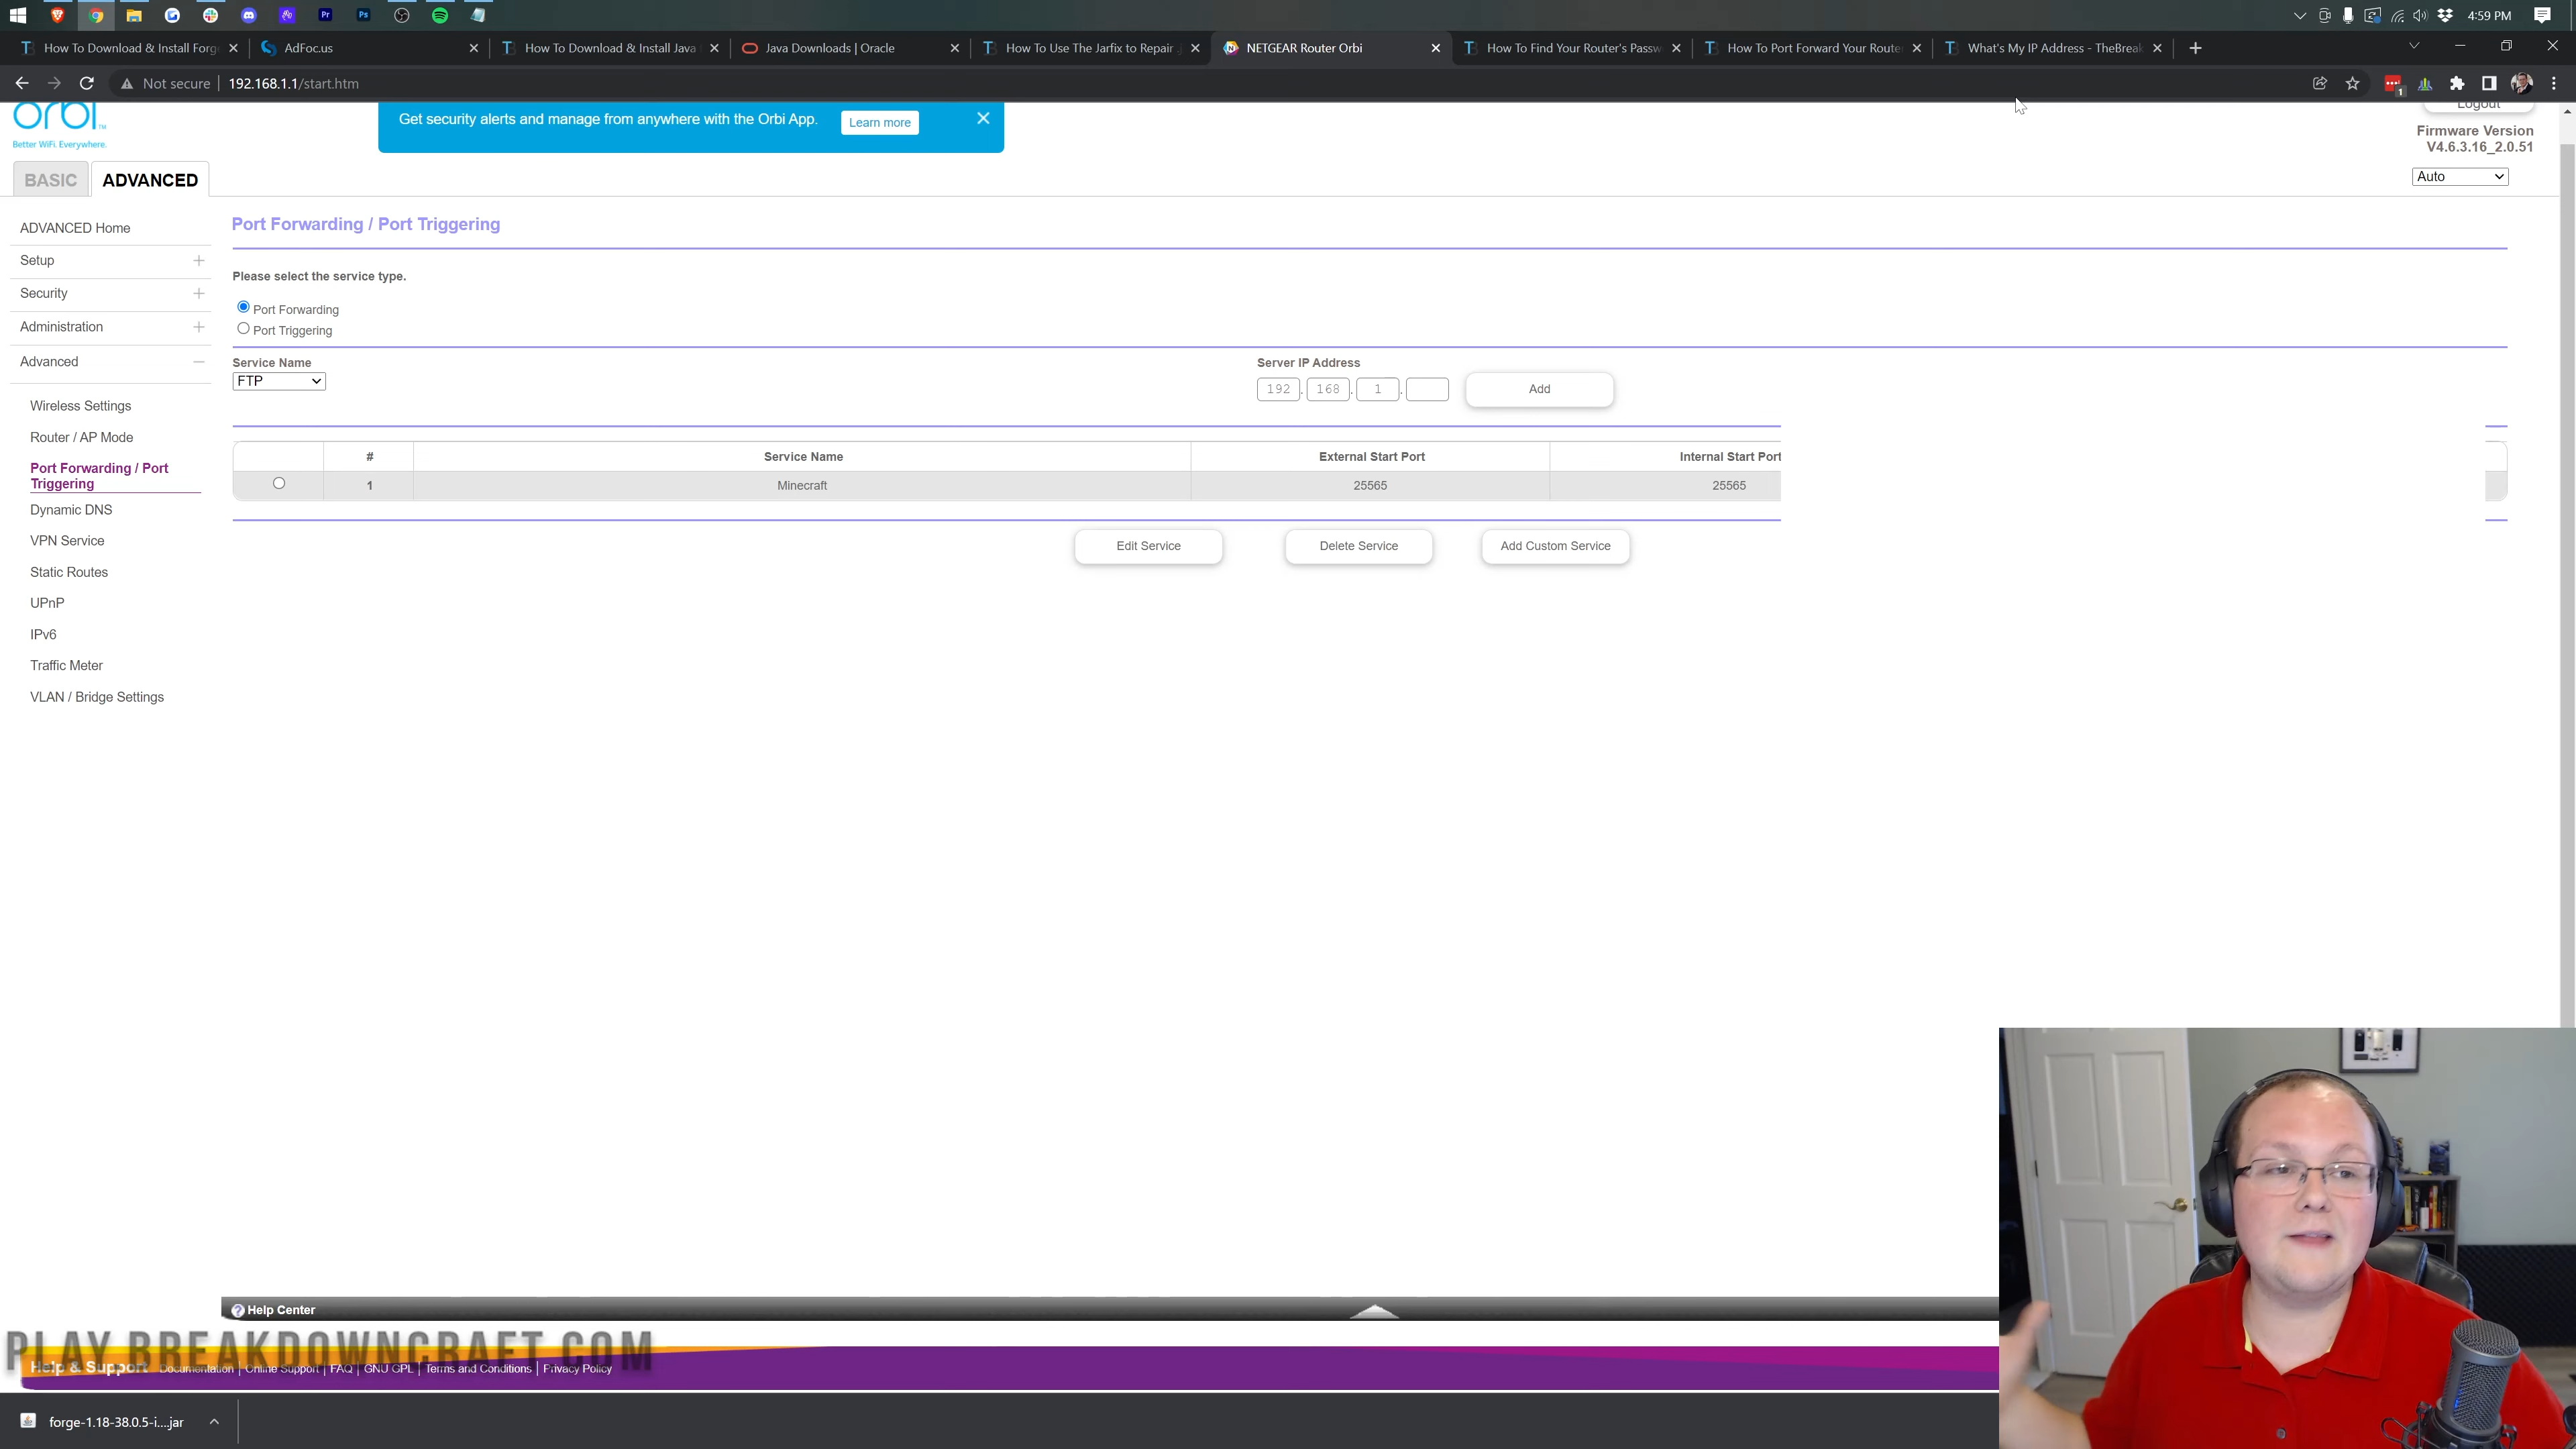 4:59 PM
How To Download & Install Forg
AdFoc.us
How To Download & Install Java
Java Downloads | Oracle
How To Use The Jarfix to Repair .j
NETGEAR Router Orbi
How To Find Your Router's Passw
How To Port Forward Your Route
What's My IP Address - TheBreak
Not secure
192.168.1.1/start.htm
orbi™
Better WiFi. Everywhere.
Get security alerts and manage from anywhere with the Orbi App.
Learn more
Logout
Firmware Version
V4.6.3.16_2.0.51
BASIC
ADVANCED
Auto
ADVANCED Home
Setup
Security
Administration
Advanced
Wireless Settings
Router / AP Mode
Port Forwarding / Port
Triggering
Dynamic DNS
VPN Service
Static Routes
UPnP
IPv6
Traffic Meter
VLAN / Bridge Settings
Port Forwarding / Port Triggering
Please select the service type.
Port Forwarding
Port Triggering
Service Name
FTP
Server IP Address
192 . 168 . 1 .
Add
# Service Name External Start Port Internal Start Port
1 Minecraft 25565 25565
Edit Service
Delete Service
Add Custom Service
Help Center
PLAY.BREAKDOWNCRAFT.COM
Help & Support Documentation | Online Support | FAQ | GNU GPL | Terms and Conditions | Privacy Policy
forge-1.18-38.0.5-i....jar